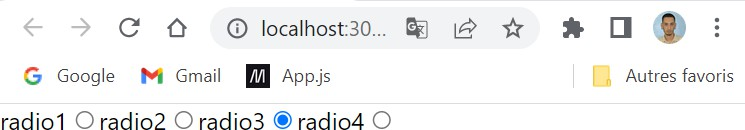 localhost:30...
Google Gmail App.js Autres favoris
radio1 radio2 radio3 radio4